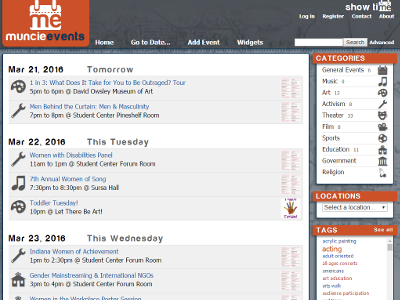 me
muncieevents
show ti me
Log in Register Contact About
Home Go to Date... Add Event Widgets
Search Advanced
Mar 21, 2016 Tomorrow
1 in 3: What Does It Take for You to Be Outraged? Tour
5pm to 6pm @ David Owsley Museum of Art
Men Behind the Curtain: Men & Masculinity
7pm to 8pm @ Student Center Pineshelf Room
Mar 22, 2016 This Tuesday
Women with Disabilities Panel
11am to 1pm @ Student Center Forum Room
7th Annual Women of Song
7:30pm to 8:30pm @ Sursa Hall
Toddler Tuesday!
10pm @ Let There Be Art!
Mar 23, 2016 This Wednesday
Indiana Women of Achievement
1pm to 2:30pm @ Student Center Forum Room
Gender Mainstreaming & International NGOs
3pm to 4pm @ Student Center Forum Room
Women in the Workplace Poster Session
CATEGORIES
General Events 6
Music 4
Art 12
Activism 8
Theater 33
Film 8
Sports
Education 11
Government
Religion
LOCATIONS
Select a location...
TAGS See all
acrylic painting
acting
adult oriented
all ages concerts
americana
art education
arts walk
audience participation